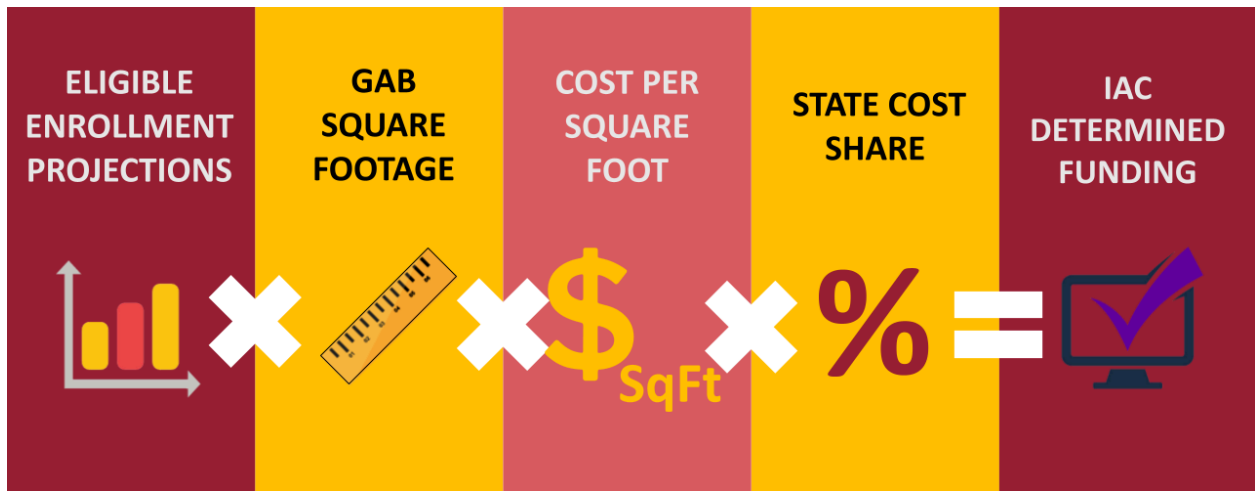 ELIGIBLE
ENROLLMENT
PROJECTIONS
GAB
SQUARE
FOOTAGE
COST PER
SQUARE
FOOT
STATE COST
SHARE
IAC
DETERMINED
FUNDING
$
SqFt
%
=